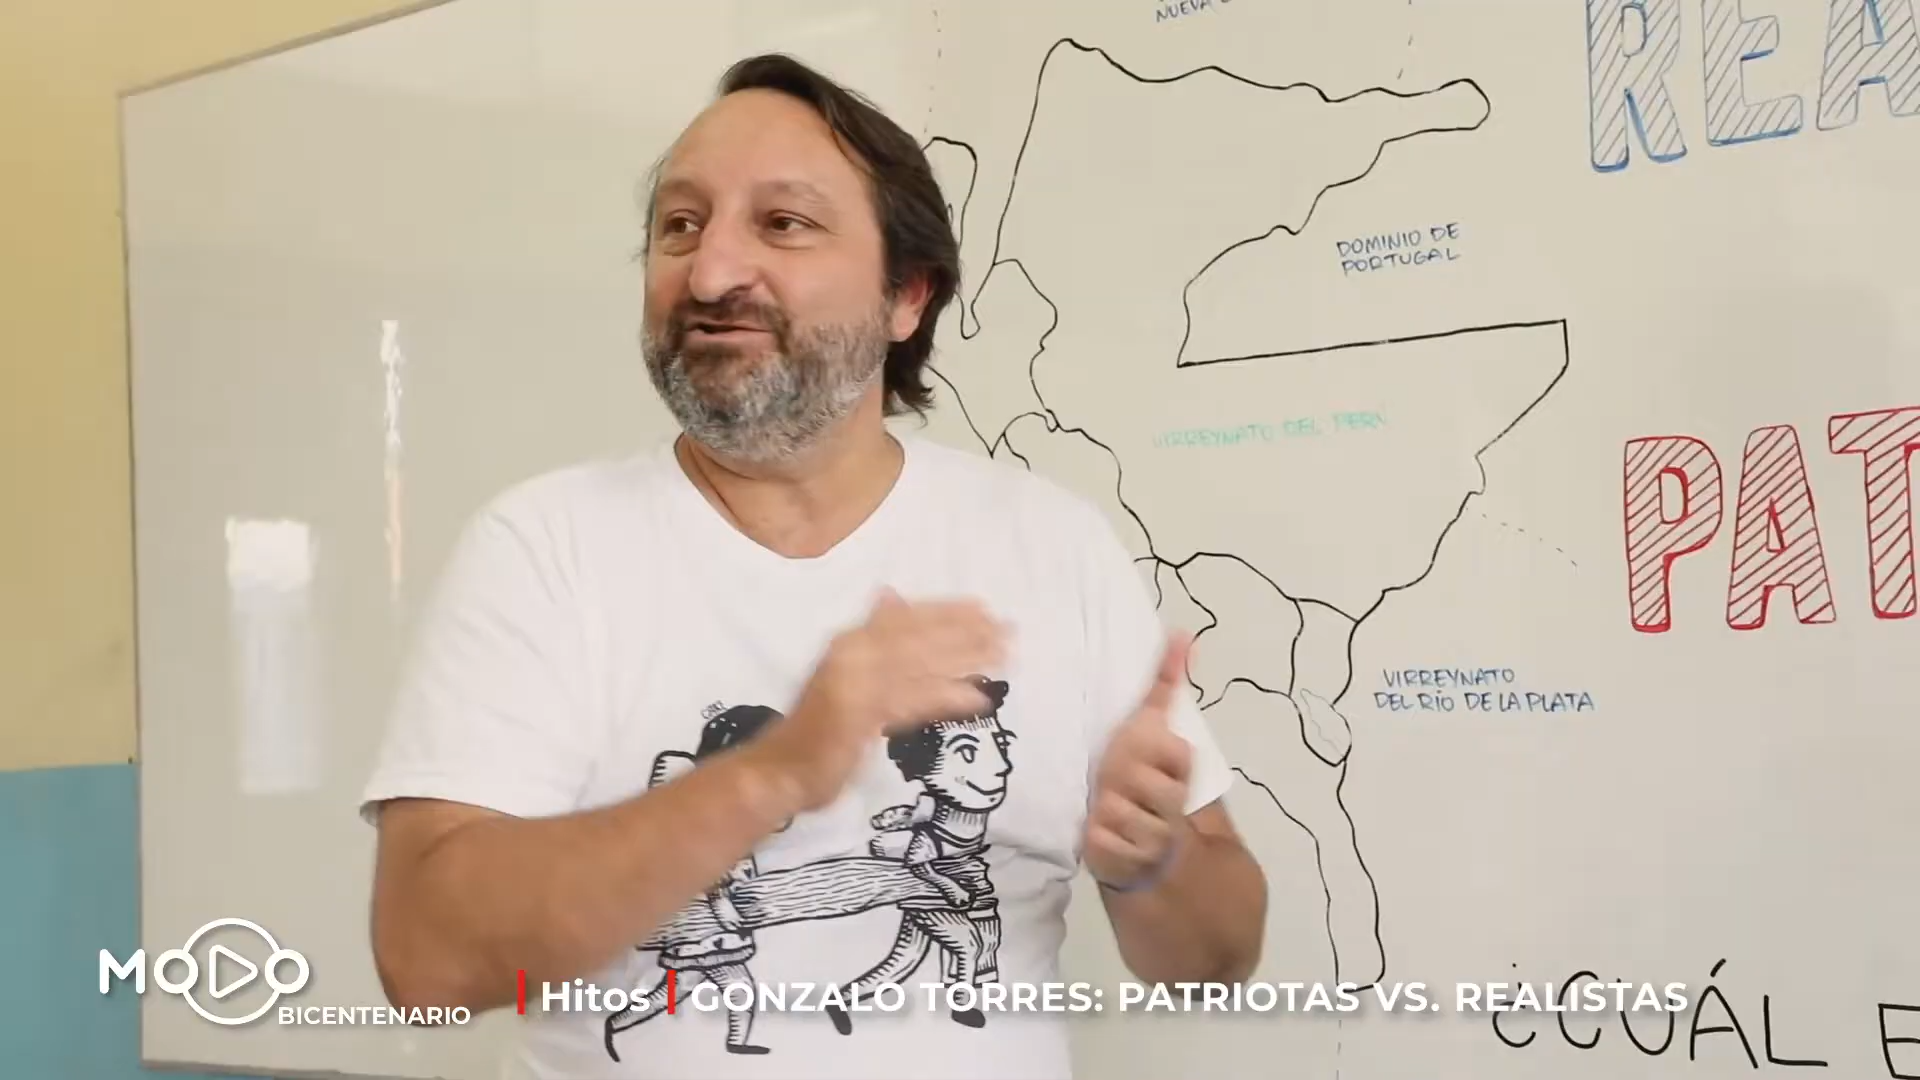 NUEVA
REA
DOMINIO DE
PORTUGAL
VIRREYNATO DEL PERÚ
PAT
VIRREYNATO
DEL RÍO DE LA PLATA
MODO
BICENTENARIO
| Hitos | GONZALO TORRES: PATRIOTAS VS. REALISTAS
¿CUÁL E